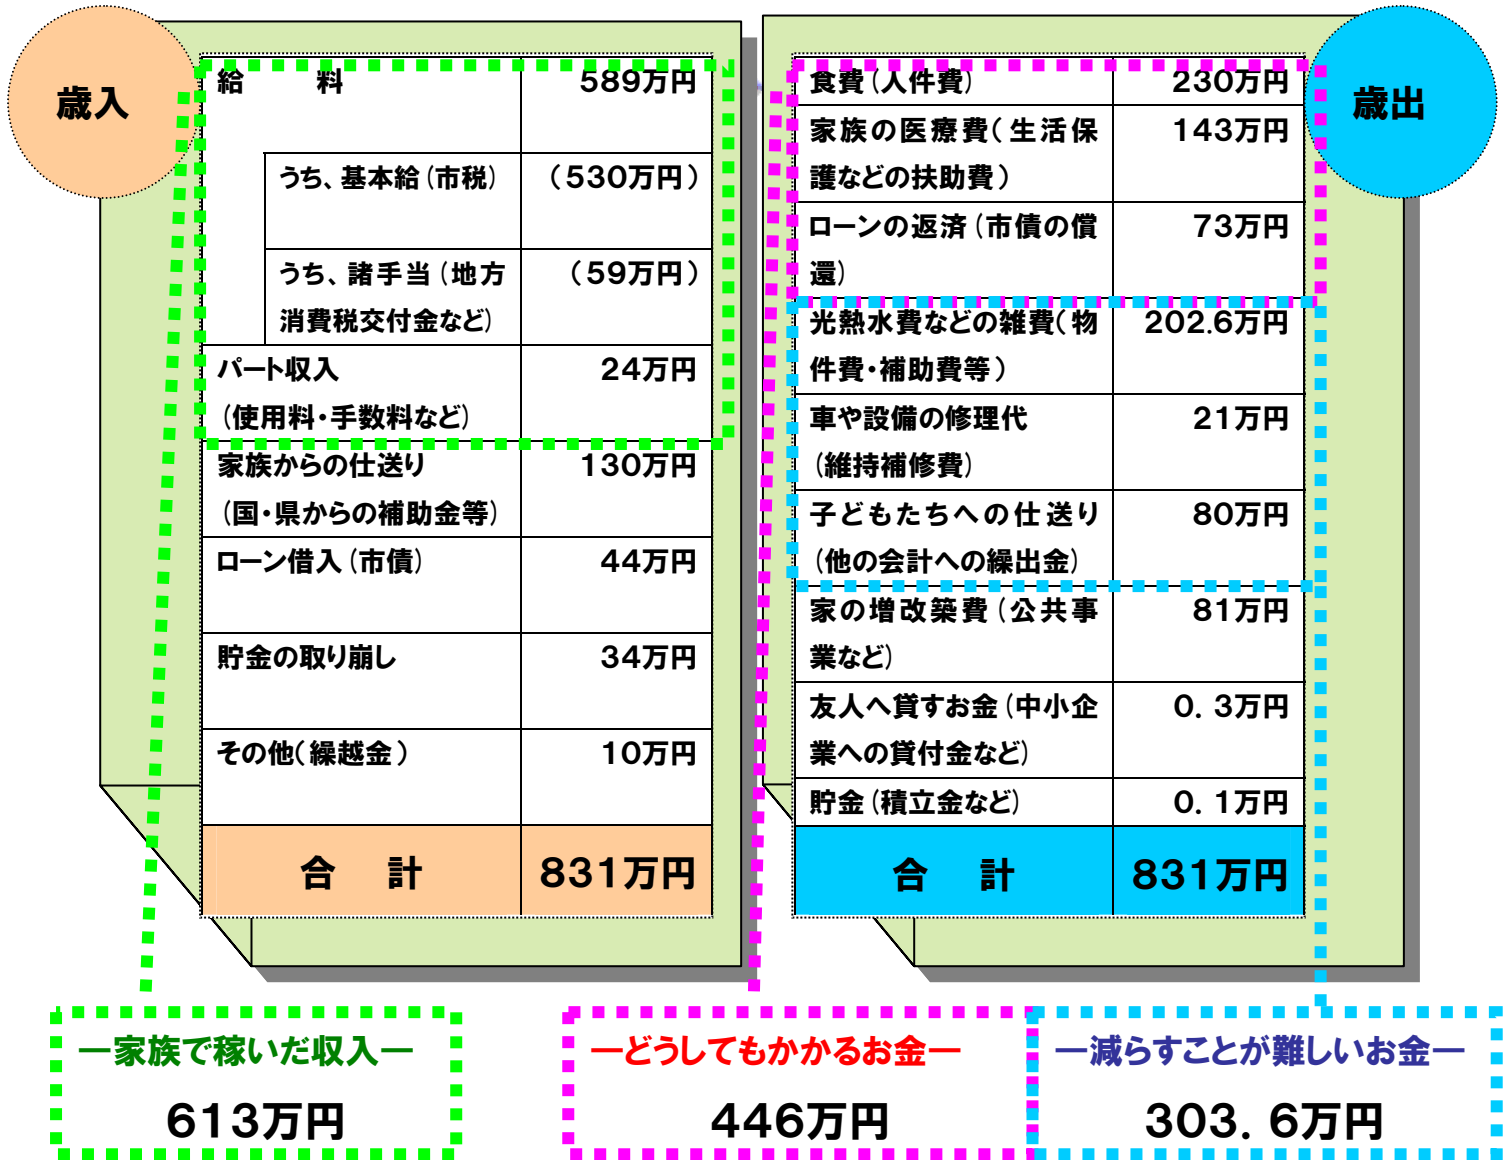 歳入
給　　料 589万円
うち、基本給(市税) (530万円)
うち、諸手当(地方 (59万円)
消費税交付金など)
パート収入 24万円
(使用料・手数料など)
家族からの仕送り 130万円
(国・県からの補助金等)
ローン借入(市債) 44万円
貯金の取り崩し 34万円
その他(繰越金) 10万円
合　計 831万円
歳出
食費(人件費) 230万円
家族の医療費(生活保 143万円
護などの扶助費)
ローンの返済(市債の償 73万円
還)
光熱水費などの雑費(物 202.6万円
件費・補助費等)
車や設備の修理代 21万円
(維持補修費)
子どもたちへの仕送り 80万円
(他の会計への繰出金)
家の増改築費(公共事 81万円
業など)
友人へ貸すお金(中小企 0．3万円
業への貸付金など)
貯金(積立金など) 0．1万円
合　計 831万円
―家族で稼いだ収入―
613万円
―どうしてもかかるお金―
446万円
―減らすことが難しいお金―
303．6万円